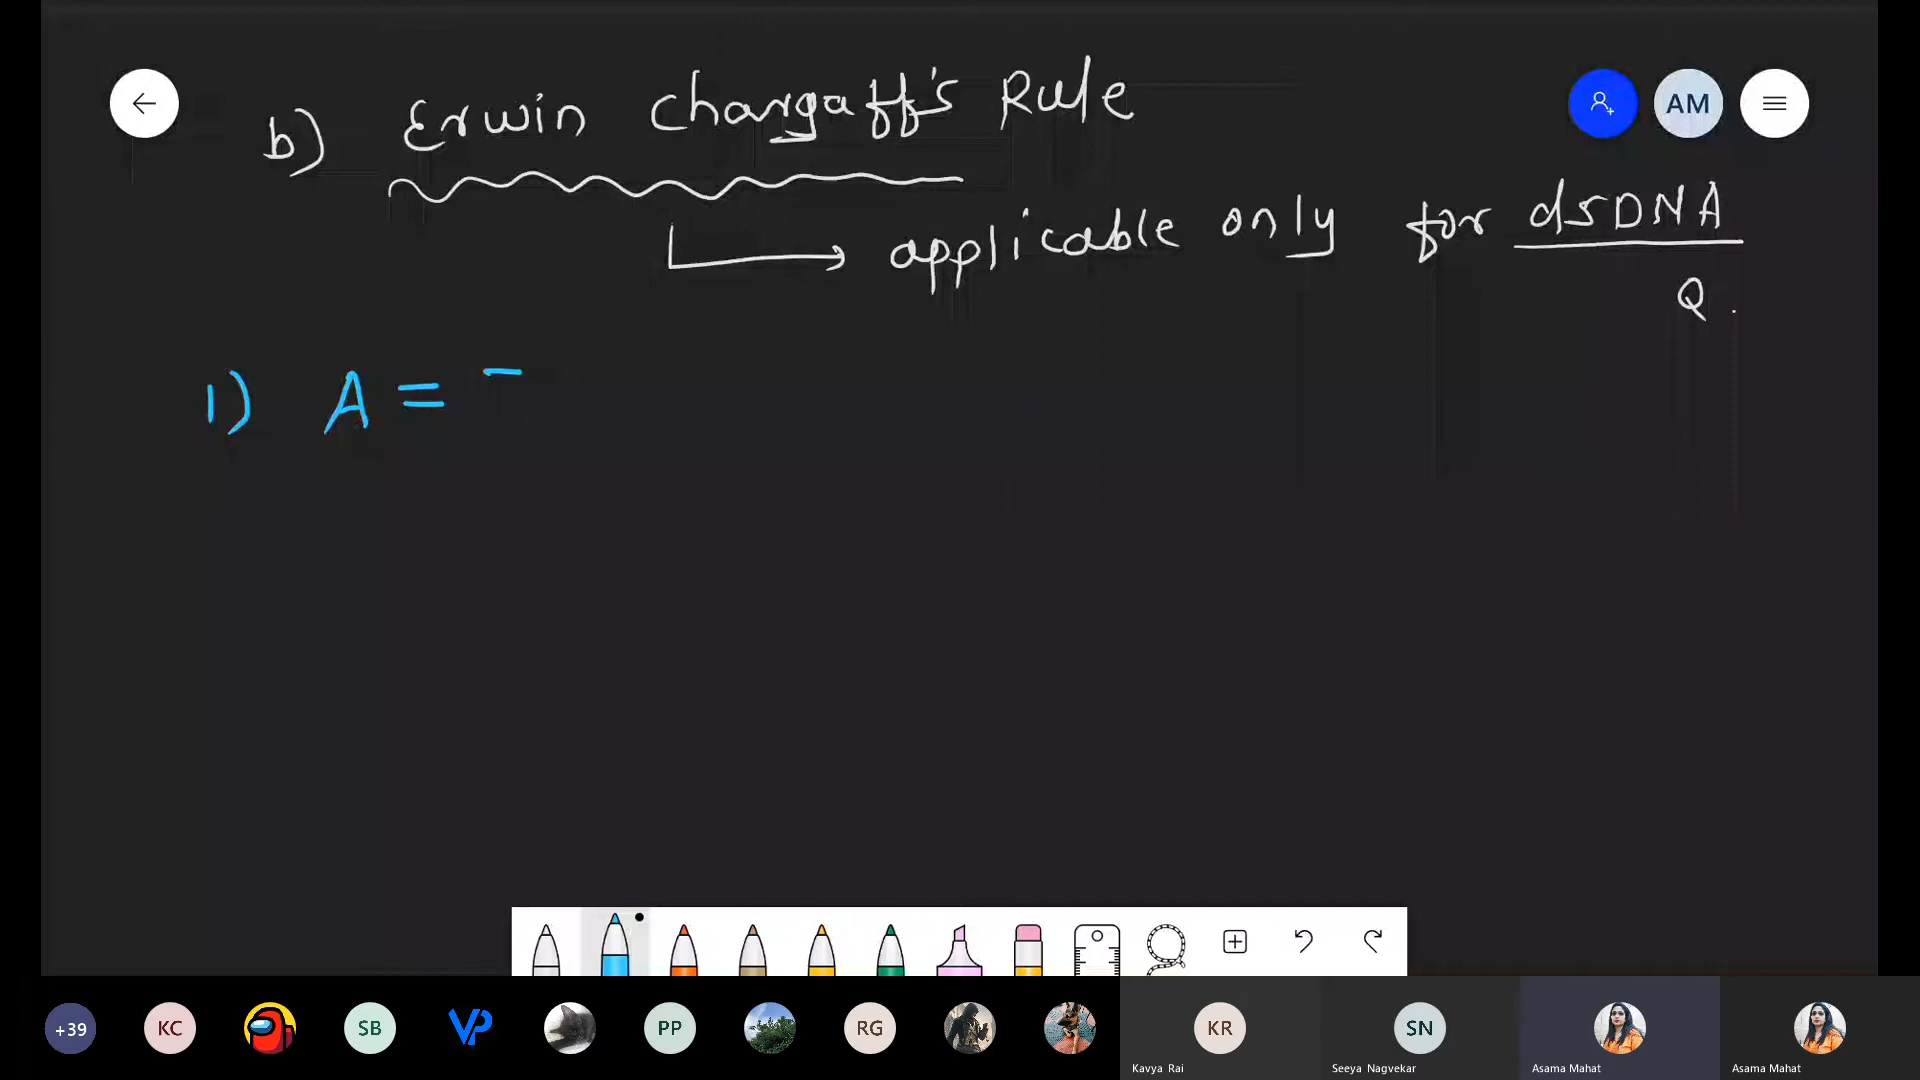 b) Erwin Chargaff's Rule
applicable only for dsDNA
Q .
1) A =
AM
+39
KC
SB
VP
PP
RG
KR
SN
Kavya Rai
Seeya Nagvekar
Asama Mahat
Asama Mahat